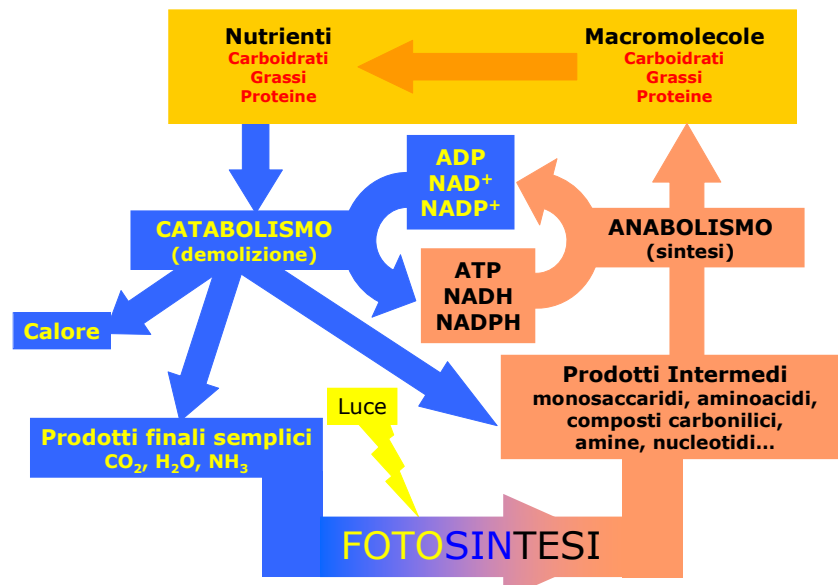 Nutrienti
Carboidrati
Grassi
Proteine
Macromolecole
Carboidrati
Grassi
Proteine
ADP
NAD⁺
NADP⁺
CATABOLISMO
(demolizione)
ANABOLISMO
(sintesi)
ATP
NADH
NADPH
Calore
Prodotti Intermedi
monosaccaridi, aminoacidi,
composti carbonilici,
amine, nucleotidi...
Luce
Prodotti finali semplici
CO₂, H₂O, NH₃
FOTOSINTESI